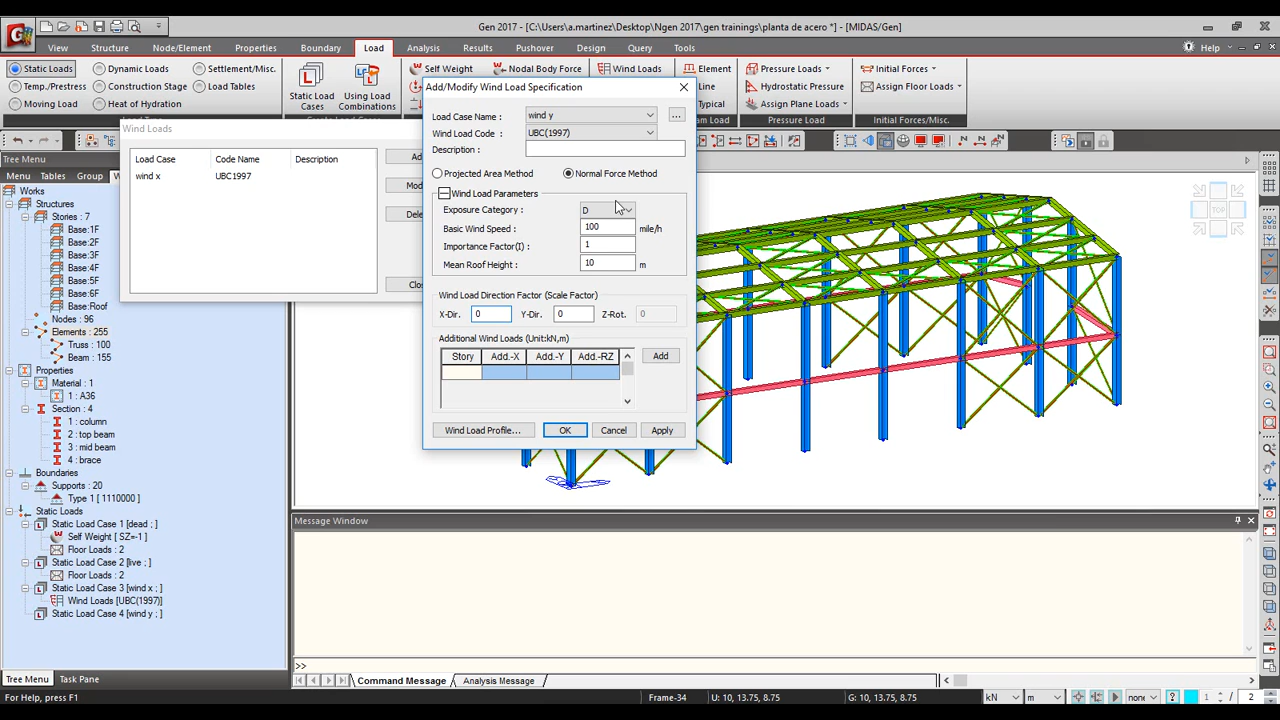 Gen 2017 - [C:\Users\a.martinez\Desktop\Ngen 2017\gen trainings\planta de acero *] - [MIDAS/Gen]
View Structure Node/Element Properties Boundary Load Analysis Results Pushover Design Query Tools Help
Static Loads Dynamic Loads Settlement/Misc.
Temp./Prestress Construction Stage Load Tables
Moving Load Heat of Hydration
Static Load Cases
Using Combinations
Self Weight Nodal Body Force Wind Loads Element
Line
Typical
Pressure Loads
Hydrostatic Pressure
Assign Plane Loads
Pressure Load
Initial Forces
Assign Floor Loads
Initial Forces/Misc.
Tree Menu
Menu Tables Group
Works
Structures
Stories : 7
Base:1F
Base:2F
Base:3F
Base:4F
Base:5F
Base:6F
Base:Roof
Nodes : 96
Elements : 255
Truss : 100
Beam : 155
Properties
Material : 1
1 : A36
Section : 4
1 : column
2 : top beam
3 : mid beam
4 : brace
Boundaries
Supports : 20
Type 1 [ 1110000 ]
Static Loads
Static Load Case 1 [dead ; ]
Self Weight [ SZ=-1 ]
Floor Loads : 2
Static Load Case 2 [live ; ]
Floor Loads : 2
Static Load Case 3 [wind x ; ]
Wind Loads [UBC(1997)]
Static Load Case 4 [wind y ; ]
Tree Menu Task Pane
Wind Loads
Load Case Code Name Description
wind x UBC1997
Add/Modify Wind Load Specification
Load Case Name : wind y ...
Wind Load Code : UBC(1997)
Description :
Projected Area Method Normal Force Method
Wind Load Parameters
Exposure Category : D
Basic Wind Speed : 100 mile/h
Importance Factor(I) : 1
Mean Roof Height : 10 m
Wind Load Direction Factor (Scale Factor)
X-Dir. 0 Y-Dir. 0 Z-Rot. 0
Additional Wind Loads (Unit:kN,m)
Story Add.-X Add.-Y Add.-RZ Add
Wind Load Profile... OK Cancel Apply
TOP
Message Window
>>
Command Message Analysis Message
For Help, press F1 Frame-34 U: 10, 13.75, 8.75 G: 10, 13.75, 8.75 kN m none 1 / 2